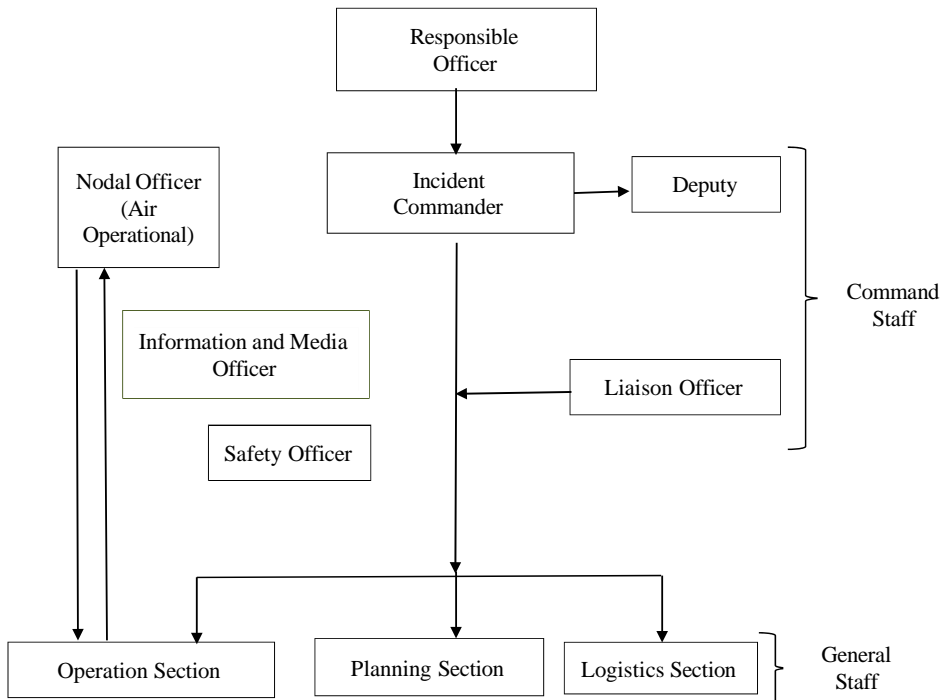 Responsible
Officer
Nodal Officer
(Air
Operational)
Incident
Commander
Deputy
Command
Staff
Information and Media
Officer
Liaison Officer
Safety Officer
Operation Section
Planning Section
Logistics Section
General
Staff